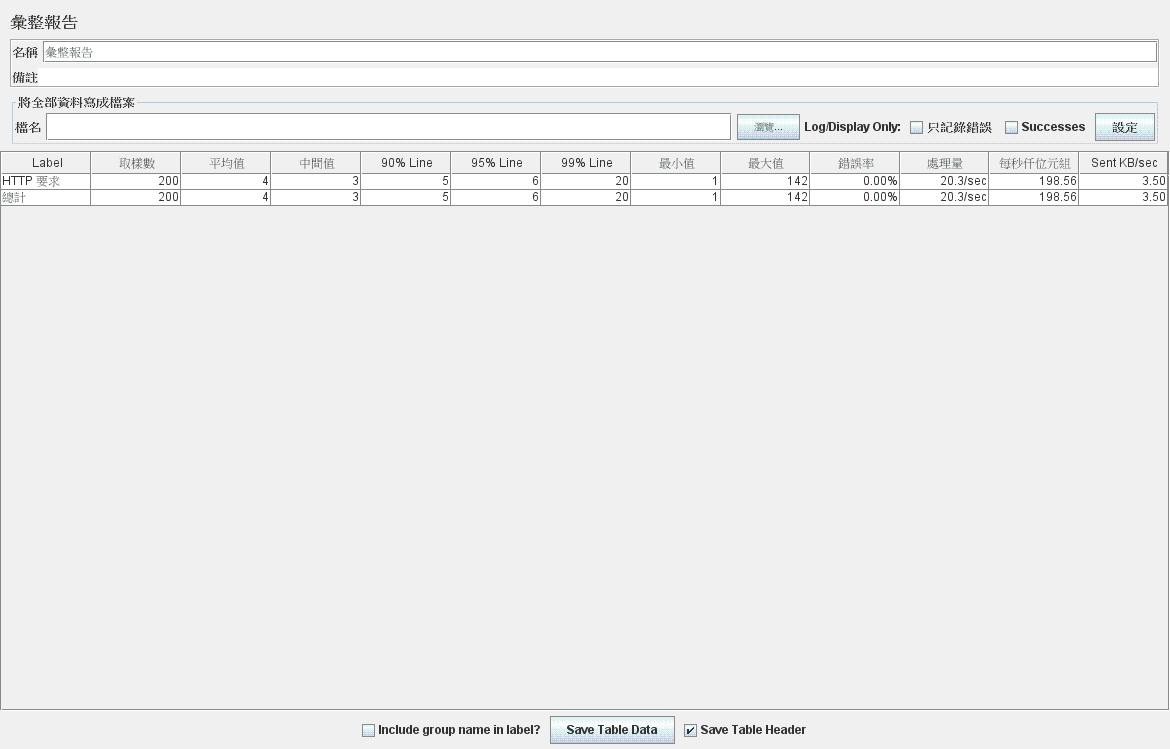 彙整報告
名稱 彙整報告
備註
將全部資料寫成檔案
檔名 瀏覽... Log/Display Only: 只記錄錯誤 Successes 設定
Label 取樣數 平均值 中間值 90% Line 95% Line 99% Line 最小值 最大值 錯誤率 處理量 每秒仟位元組 Sent KB/sec
HTTP 要求 200 4 3 5 6 20 1 142 0.00% 20.3/sec 198.56 3.50
總計 200 4 3 5 6 20 1 142 0.00% 20.3/sec 198.56 3.50
Include group name in label? Save Table Data Save Table Header